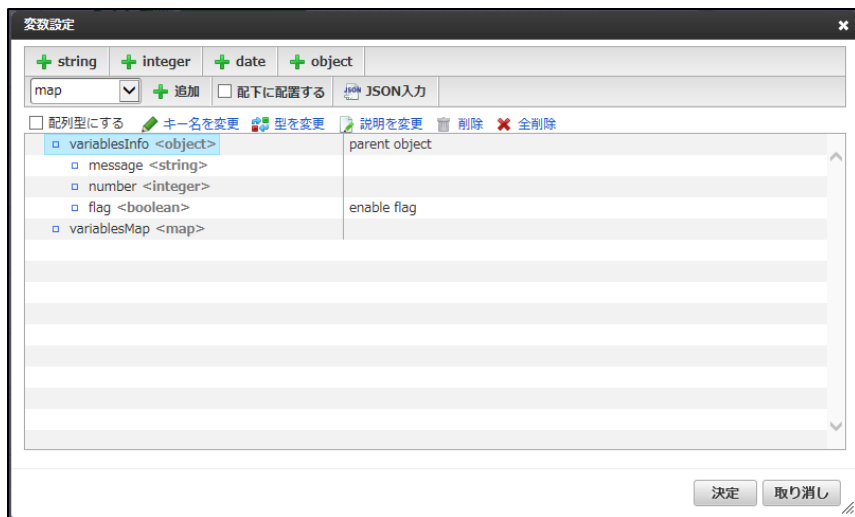 変数設定
string integer date object
map 追加 配下に配置する JSON JSON入力
配列型にする キー名を変更 型を変更 説明を変更 削除 全削除
variablesInfo <object> parent object
message <string>
number <integer>
flag <boolean> enable flag
variablesMap <map>
決定 取り消し